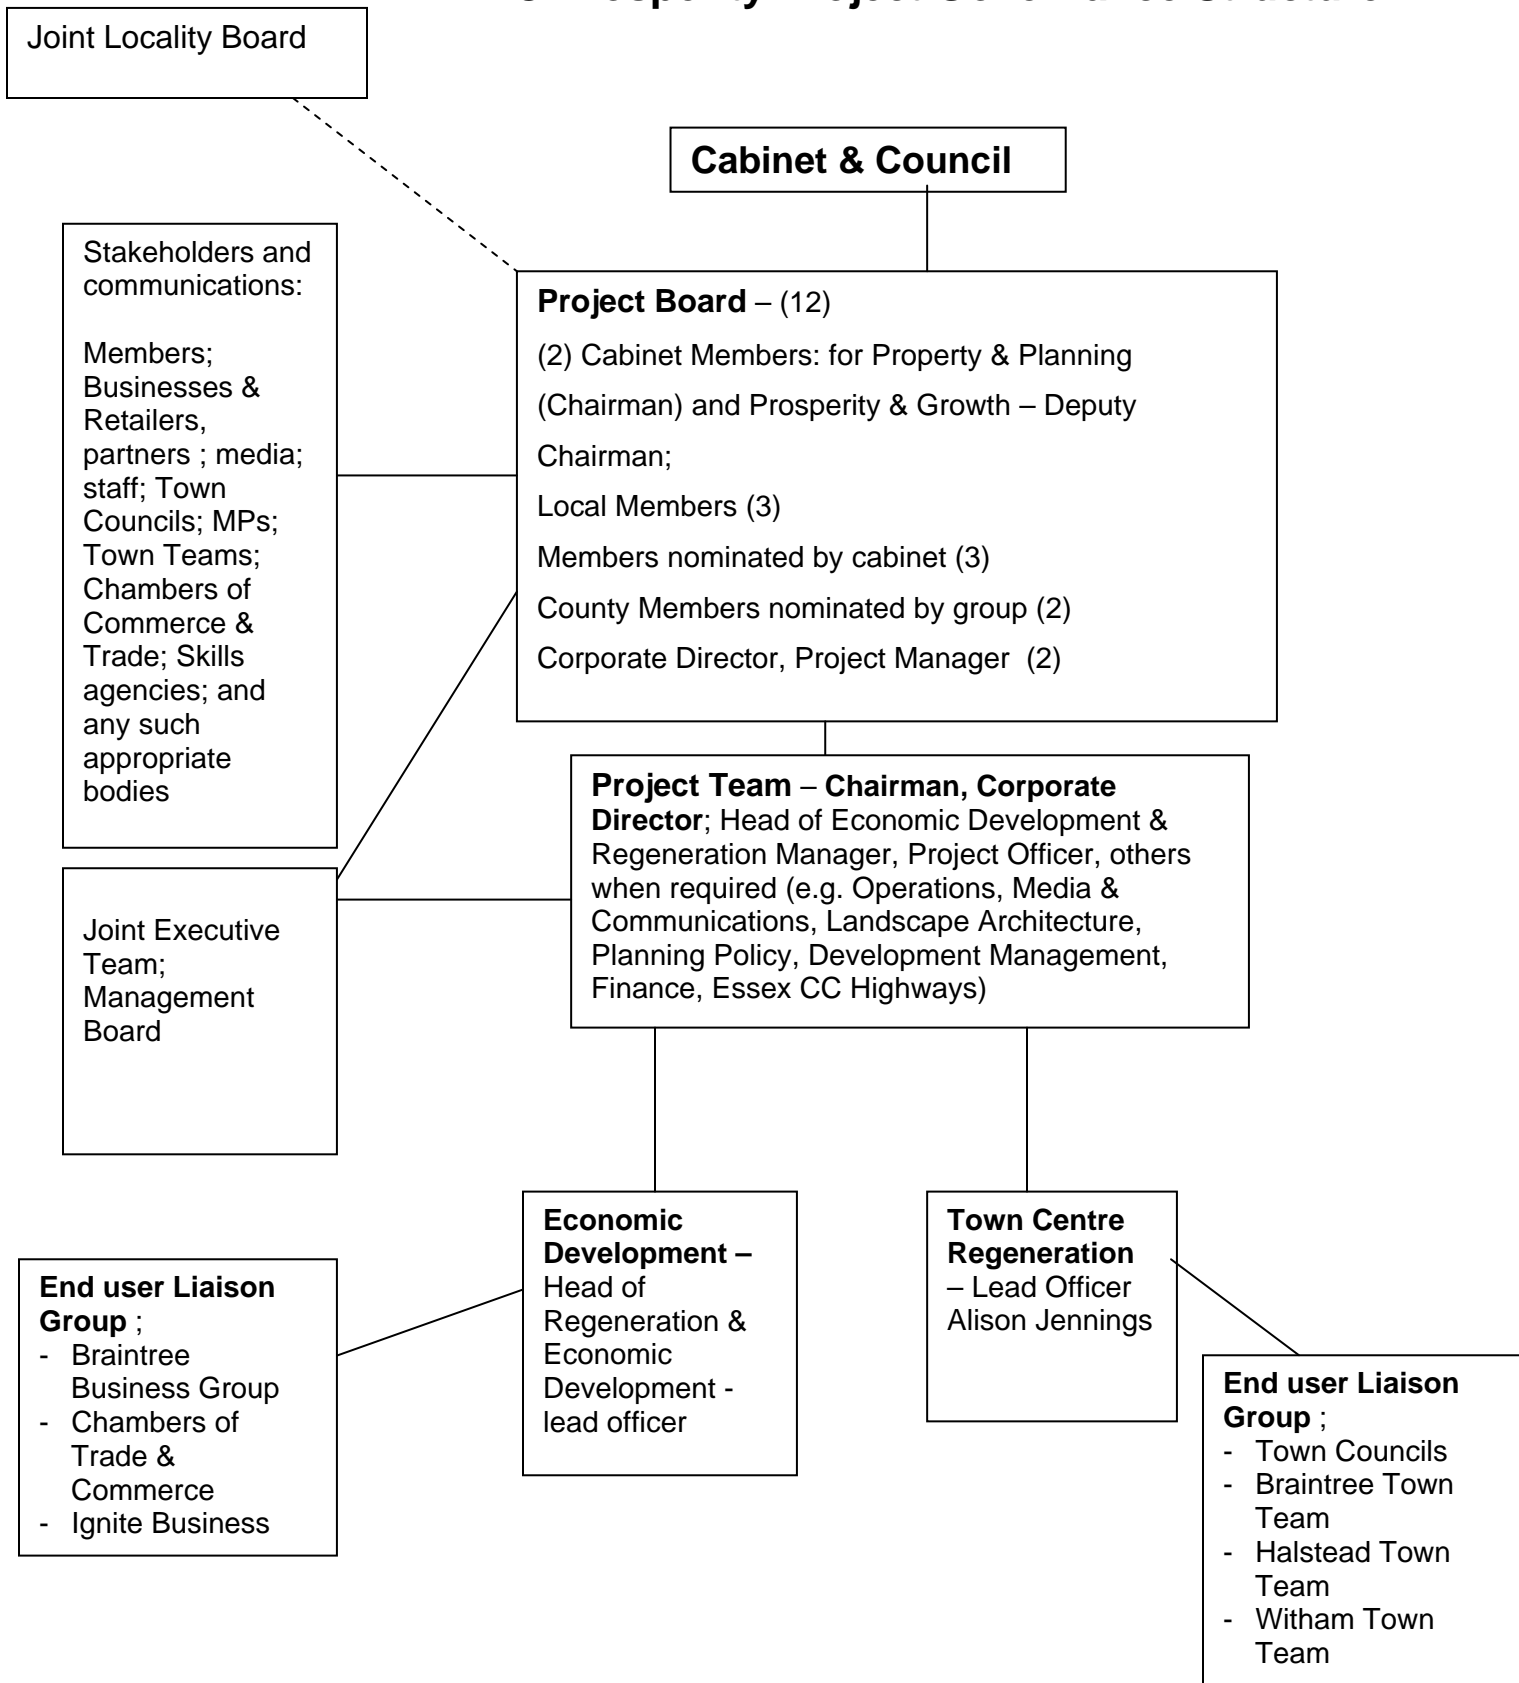 Joint Locality Board
Cabinet & Council
Stakeholders and
communications:
Members;
Businesses &
Retailers,
partners ; media;
staff; Town
Councils; MPs;
Town Teams;
Chambers of
Commerce &
Trade; Skills
agencies; and
any such
appropriate
bodies
Project Board – (12)
(2) Cabinet Members: for Property & Planning
(Chairman) and Prosperity & Growth – Deputy
Chairman;
Local Members (3)
Members nominated by cabinet (3)
County Members nominated by group (2)
Corporate Director, Project Manager (2)
Joint Executive
Team;
Management
Board
Project Team – Chairman, Corporate
Director; Head of Economic Development &
Regeneration Manager, Project Officer, others
when required (e.g. Operations, Media &
Communications, Landscape Architecture,
Planning Policy, Development Management,
Finance, Essex CC Highways)
End user Liaison
Group ;
- Braintree
Business Group
- Chambers of
Trade &
Commerce
- Ignite Business
Economic
Development –
Head of
Regeneration &
Economic
Development -
lead officer
Town Centre
Regeneration
– Lead Officer
Alison Jennings
End user Liaison
Group ;
- Town Councils
- Braintree Town
Team
- Halstead Town
Team
- Witham Town
Team